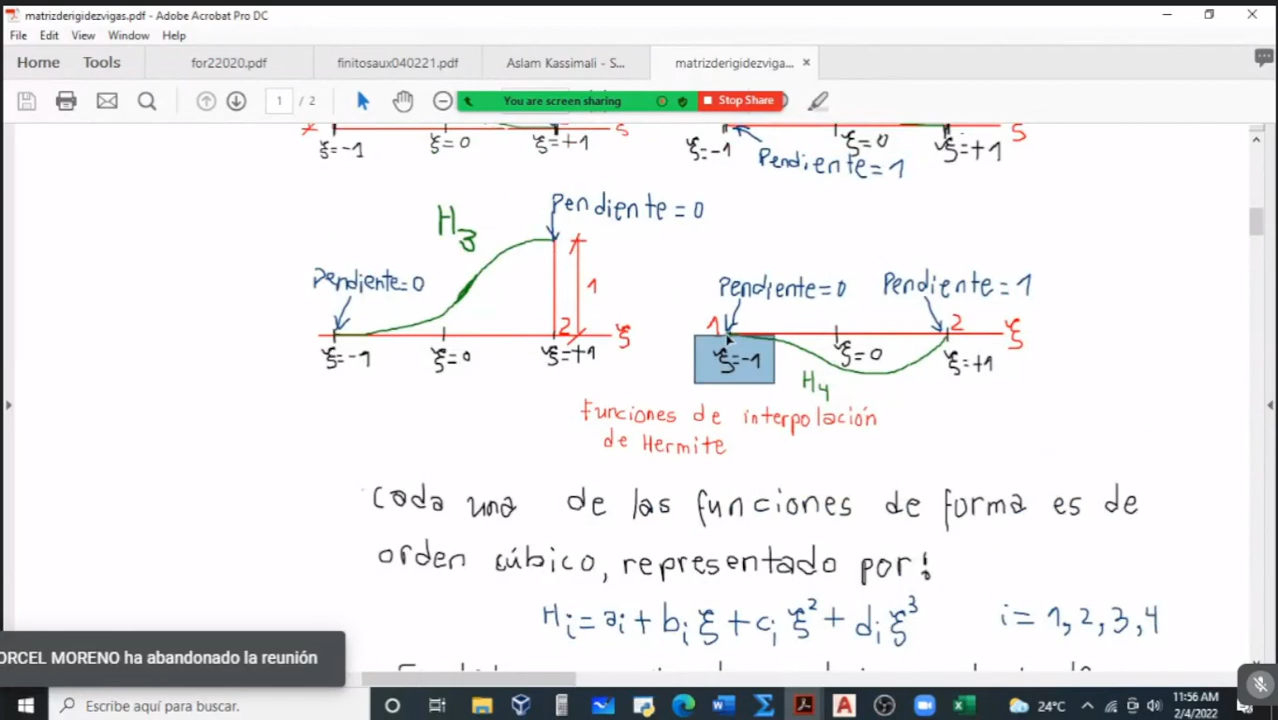 matrizderigidezvigas.pdf - Adobe Acrobat Pro DC
File Edit View Window Help
Home Tools for22020.pdf finitosaux040221.pdf Aslam Kassimali - S... matrizderigidezviga... ×
1 / 2 You are screen sharing Stop Share
ξ=-1 ξ=0 ξ=+1 ξ
ξ=-1 ξ=0 ξ=+1 ξ
Pendiente=1
H3
Pendiente=0
Pendiente=0
1
2 ξ
ξ=-1 ξ=0 ξ=+1
Pendiente=0 Pendiente=1
1 2 ξ
ξ=-1 ξ=0 ξ=+1
H4
Funciones de interpolación
de Hermite
Cada una de las funciones de forma es de
orden cúbico, representado por:
Hi=ai+biξ+ciξ²+diξ³ i=1,2,3,4
ORCEL MORENO ha abandonado la reunión
Escribe aquí para buscar.
24°C
11:56 AM
2/4/2022